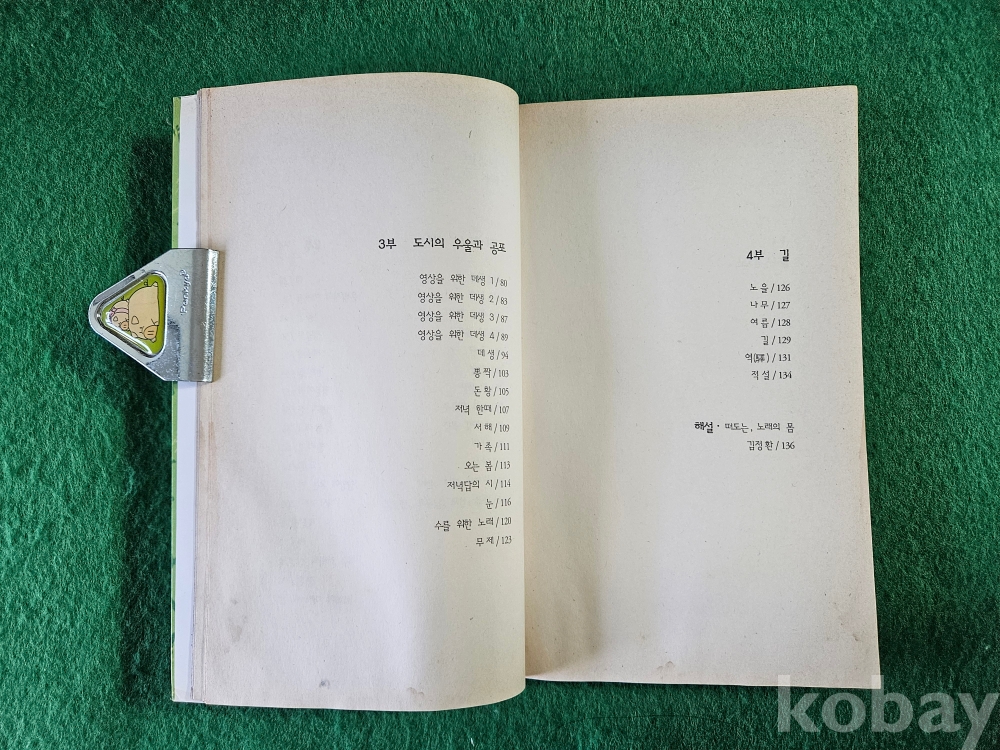 3부 도시의 우울과 공포
영상을 위한 데생 1/80
영상을 위한 데생 2/83
영상을 위한 데생 3/87
영상을 위한 데생 4/89
데생/94
뽕짝/103
돈황/105
저녁 한때/107
서해/109
가족/111
오는 봄/113
저녁답의 시/114
눈/116
수를 위한 노래/120
무제/123
4부 길
노을/126
나무/127
여름/128
길/129
역(驛)/131
적설/134
해설·떠도는, 노래의 몸
김정환/136
kobay